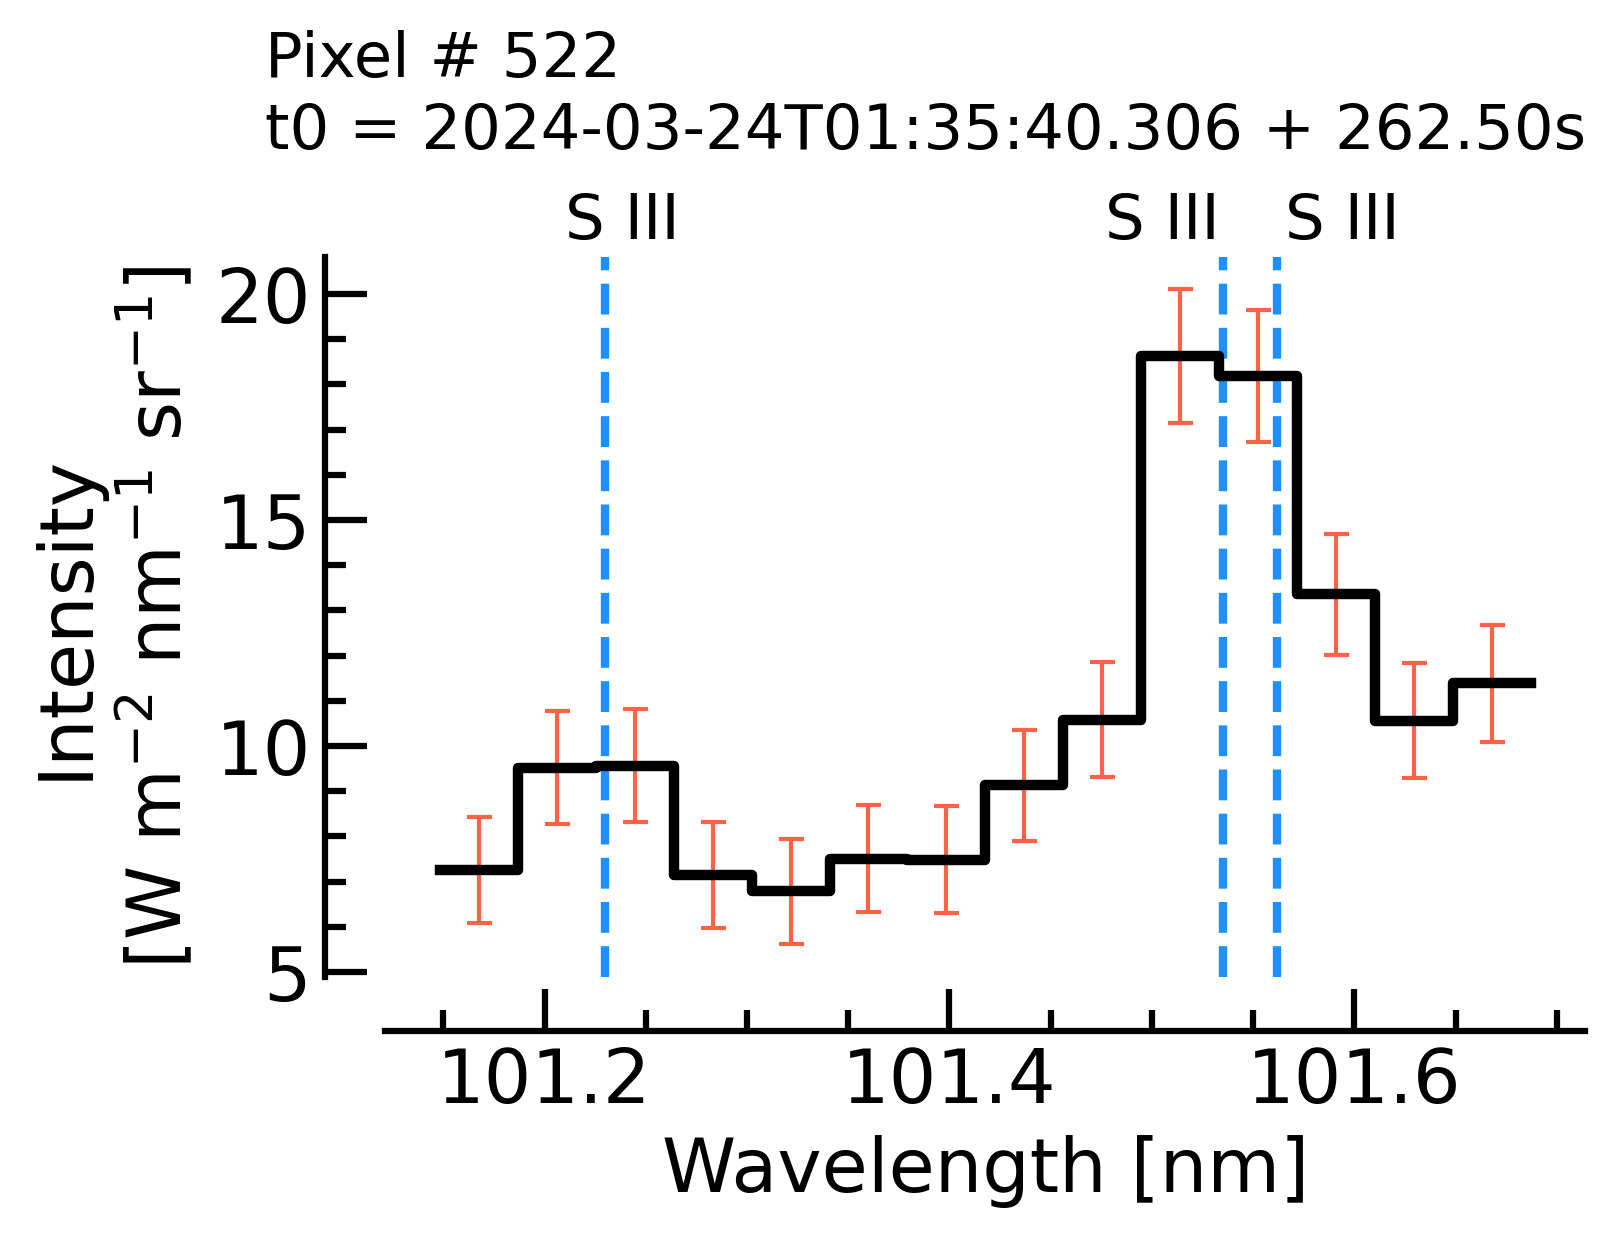 Pixel # 522
t0 = 2024-03-24T01:35:40.306 + 262.50s
S III S III S III
Intensity
[W m⁻² nm⁻¹ sr⁻¹]
20
15
10
5
101.2 101.4 101.6
Wavelength [nm]